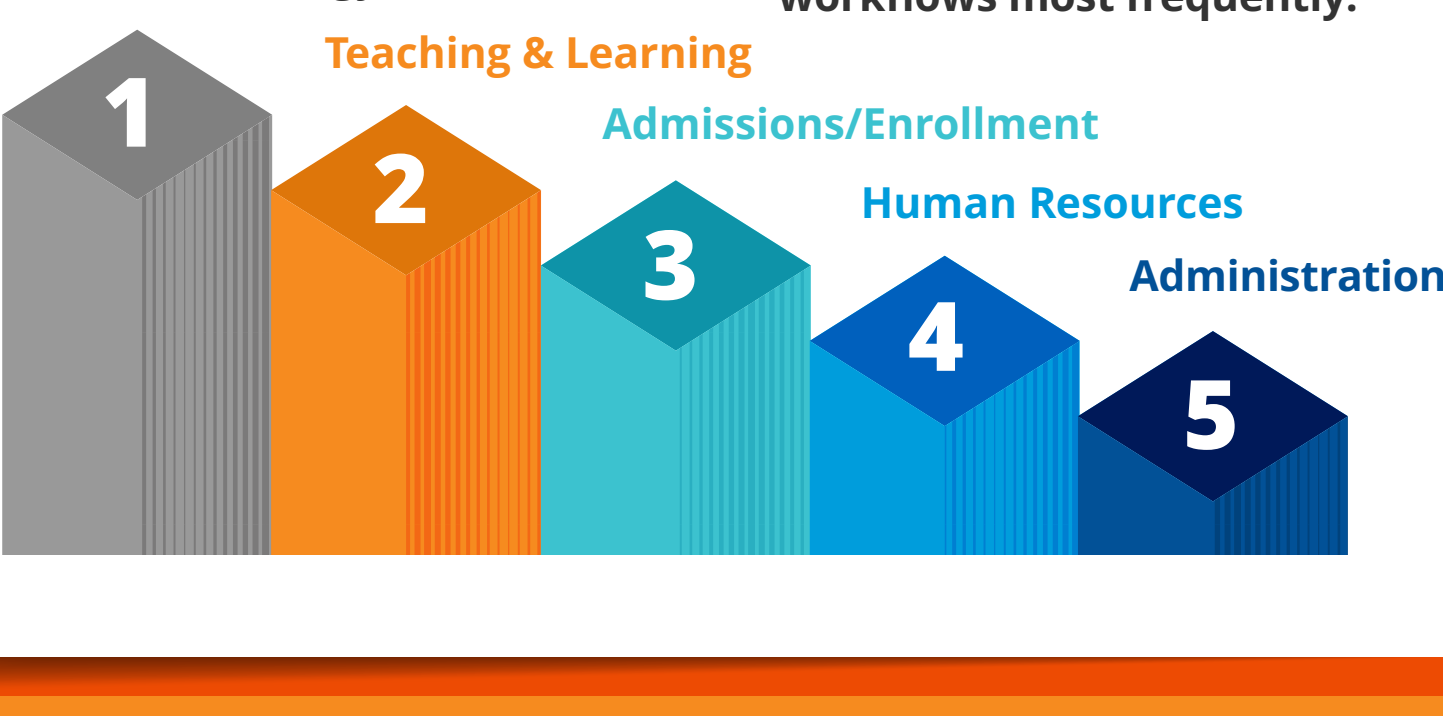 workflows most frequently.
Teaching & Learning
Admissions/Enrollment
Human Resources
Administration
1
2
3
4
5